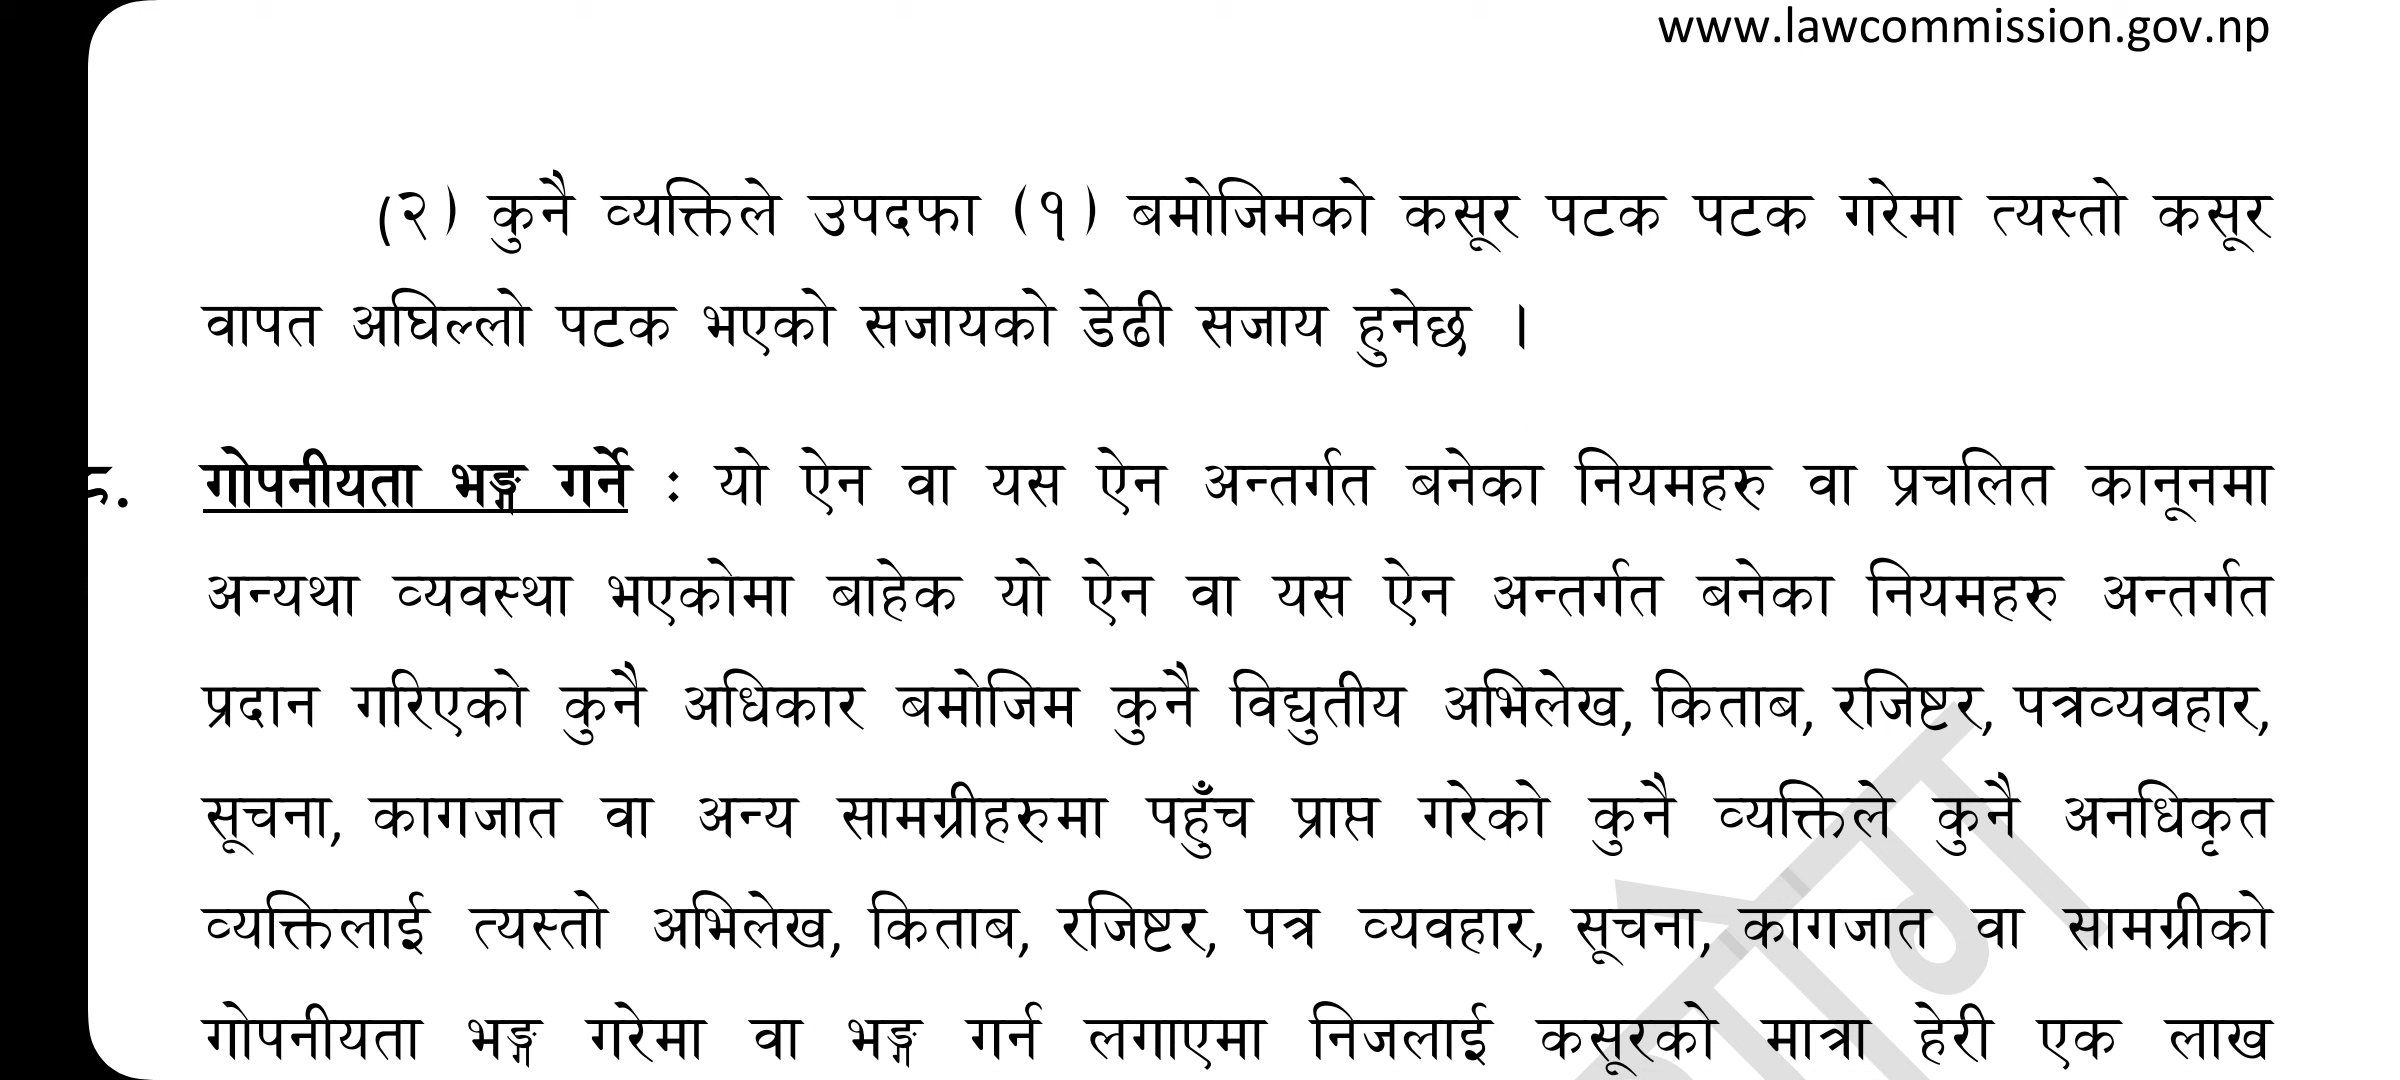 www.lawcommission.gov.np
(२) कुनै व्यक्तिले उपदफा (१) बमोजिमको कसूर पटक पटक गरेमा त्यस्तो कसूर
वापत अघिल्लो पटक भएको सजायको डेढी सजाय हुनेछ ।
८. गोपनीयता भङ्ग गर्ने : यो ऐन वा यस ऐन अन्तर्गत बनेका नियमहरु वा प्रचलित कानूनमा
अन्यथा व्यवस्था भएकोमा बाहेक यो ऐन वा यस ऐन अन्तर्गत बनेका नियमहरु अन्तर्गत
प्रदान गरिएको कुनै अधिकार बमोजिम कुनै विद्युतीय अभिलेख, किताब, रजिष्टर, पत्रव्यवहार,
सूचना, कागजात वा अन्य सामग्रीहरुमा पहुँच प्राप्त गरेको कुनै व्यक्तिले कुनै अनधिकृत
व्यक्तिलाई त्यस्तो अभिलेख, किताब, रजिष्टर, पत्र व्यवहार, सूचना, कागजात वा सामग्रीको
गोपनीयता भङ्ग गरेमा वा भङ्ग गर्न लगाएमा निजलाई कसूरको मात्रा हेरी एक लाख